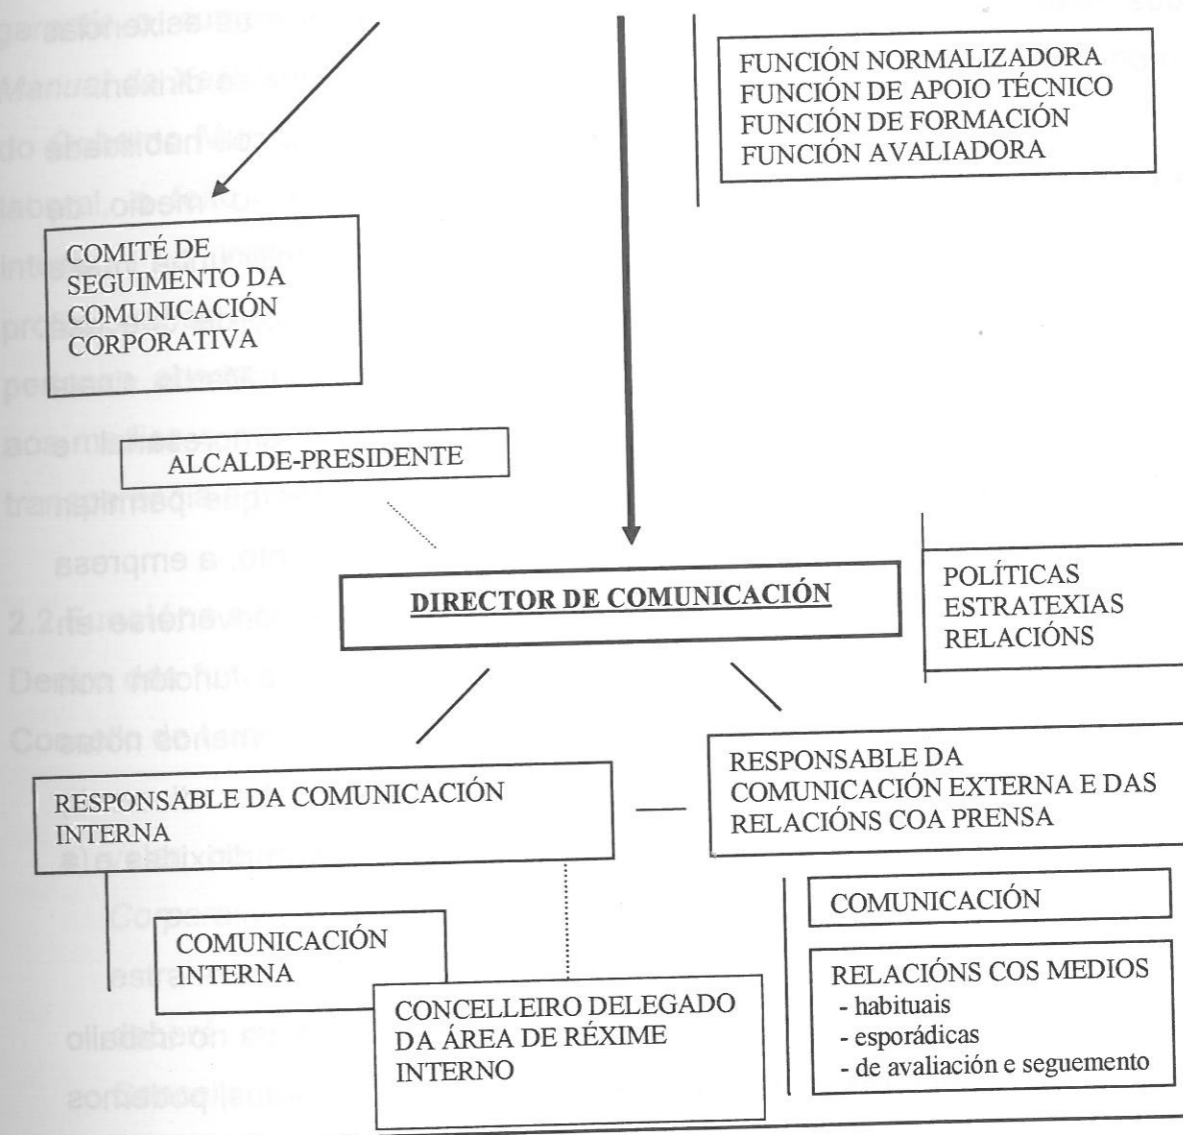 FUNCIÓN NORMALIZADORA
FUNCIÓN DE APOIO TÉCNICO
FUNCIÓN DE FORMACIÓN
FUNCIÓN AVALIADORA
COMITÉ DE
SEGUIMENTO DA
COMUNICACIÓN
CORPORATIVA
ALCALDE-PRESIDENTE
DIRECTOR DE COMUNICACIÓN
POLÍTICAS
ESTRATEXIAS
RELACIÓNS
RESPONSABLE DA COMUNICACIÓN
INTERNA
RESPONSABLE DA
COMUNICACIÓN EXTERNA E DAS
RELACIÓNS COA PRENSA
COMUNICACIÓN
INTERNA
CONCELLEIRO DELEGADO
DA ÁREA DE RÉXIME
INTERNO
COMUNICACIÓN
RELACIÓNS COS MEDIOS
- habituais
- esporádicas
- de avaliación e seguemento